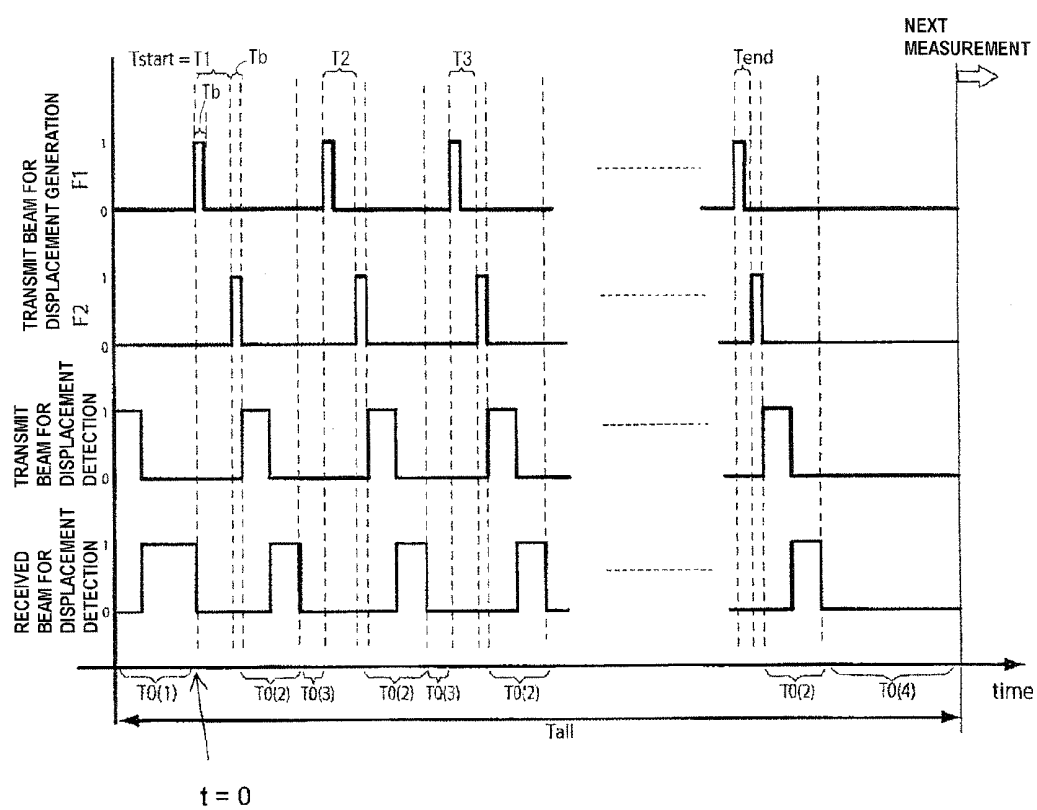 NEXT
MEASUREMENT
Tstart = T1
Tb
T2
T3
Tend
Tb
TRANSMIT BEAM FOR
DISPLACEMENT GENERATION
F1
1
0
F2
1
0
TRANSMIT
BEAM FOR
DISPLACEMENT
DETECTION
1
0
RECEIVED
BEAM FOR
DISPLACEMENT
DETECTION
1
0
T0(1)
T0(2)
T0(3)
T0(2)
T0(3)
T0(2)
T0(2)
T0(4)
time
Tall
t = 0